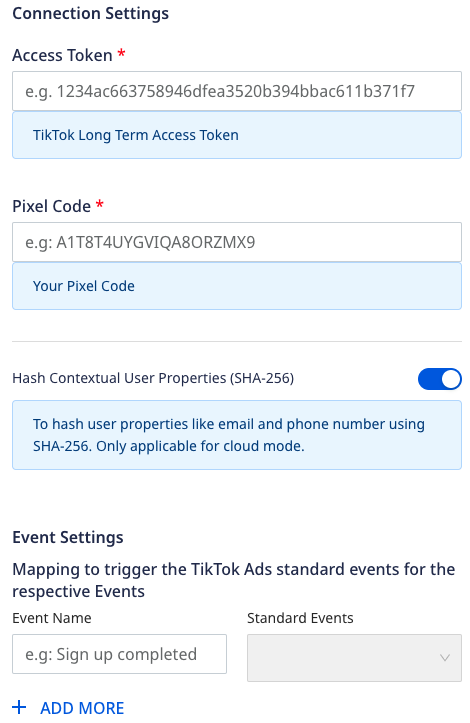 Connection Settings
Access Token *
e.g. 1234ac663758946dfea3520b394bbac611b371f7
TikTok Long Term Access Token
Pixel Code *
e.g: A1T8T4UYGVIQA8ORZMX9
Your Pixel Code
Hash Contextual User Properties (SHA-256)
To hash user properties like email and phone number using
SHA-256. Only applicable for cloud mode.
Event Settings
Mapping to trigger the TikTok Ads standard events for the
respective Events
Event Name
Standard Events
e.g: Sign up completed
+ ADD MORE